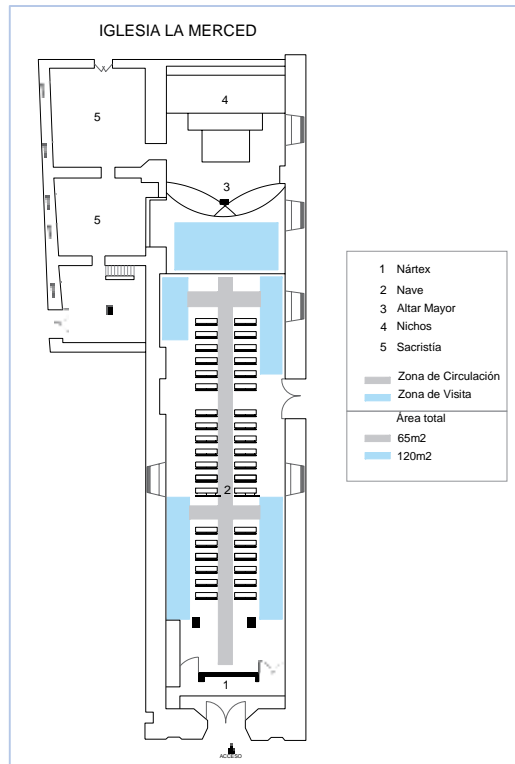 IGLESIA LA MERCED
4
5
3
5
2
1
ACCESO
1 Nártex
2 Nave
3 Altar Mayor
4 Nichos
5 Sacristía
Zona de Circulación
Zona de Visita
Área total
65m2
120m2